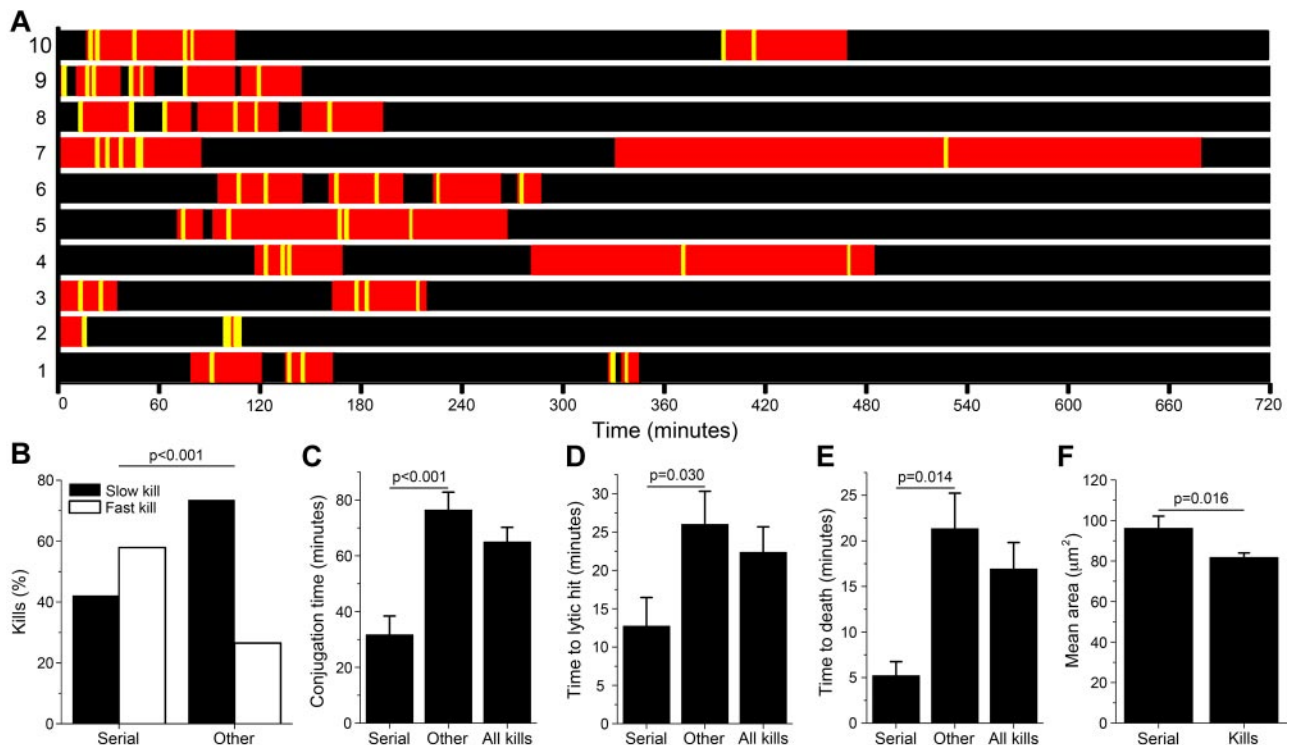 A
10
9
8
7
6
5
4
3
2
1
0 60 120 180 240 300 360 420 480 540 600 660 720
Time (minutes)
B
p<0.001
Slow kill
Fast kill
Kills (%)
80
60
40
20
0
Serial Other
C
p<0.001
Conjugation time (minutes)
80
60
40
20
0
Serial Other All kills
D
p=0.030
Time to lytic hit (minutes)
30
25
20
15
10
5
0
Serial Other All kills
E
p=0.014
Time to death (minutes)
25
20
15
10
5
0
Serial Other All kills
F
p=0.016
Mean area (μm²)
140
120
100
80
60
40
20
0
Serial Kills